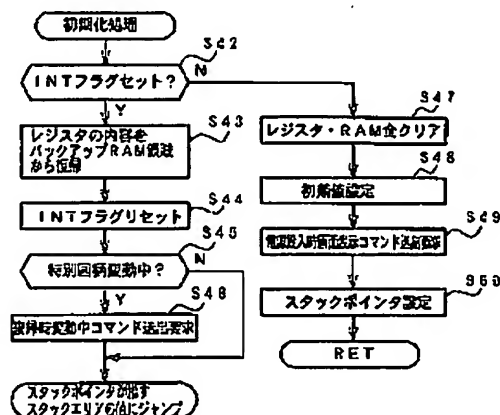 初期化処理
S42
INTフラグセット?
N
Y
S43
レジスタの内容を
バックアップRAM領域
から復帰
S44
INTフラグリセット
S45
特別図柄変動中?
N
Y
S46
復帰時変動中コマンド送出要求
スタックポインタが指す
スタックエリアの値にジャンプ
S47
レジスタ・RAM全クリア
S48
初期値設定
S49
電源投入時画面表示コマンド送出要求
S50
スタックポインタ設定
RET